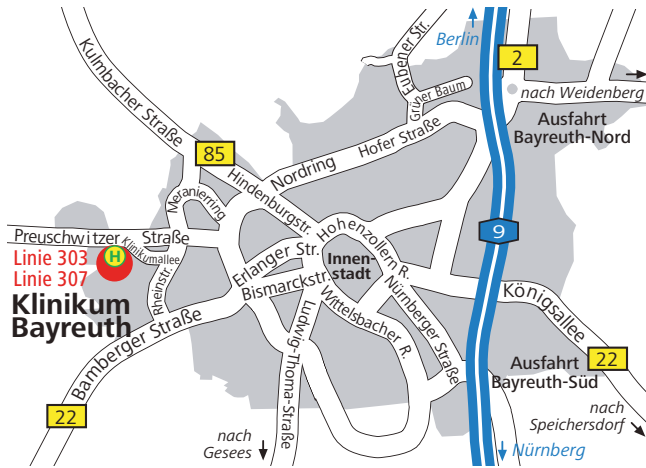 Berlin
2
Eubener Str.
Kulmbacher Straße
Grüner Baum
nach Weidenberg
Ausfahrt
Bayreuth-Nord
Hofer Straße
85
Nordring
Hindenburgstr.
Meranierring
Hohenzollern R.
9
Preuschwitzer Straße
Klinikumallee
H
Linie 303
Linie 307
Klinikum
Bayreuth
Rheinstr.
Erlanger Str.
Innen-
stadt
Bismarckstr.
Wittelsbacher R.
Nürnberger Straße
Königsallee
Bamberger Straße
Ludwig-Thoma-Straße
Ausfahrt
Bayreuth-Süd
22
22
nach
Speichersdorf
nach
Gesees
Nürnberg